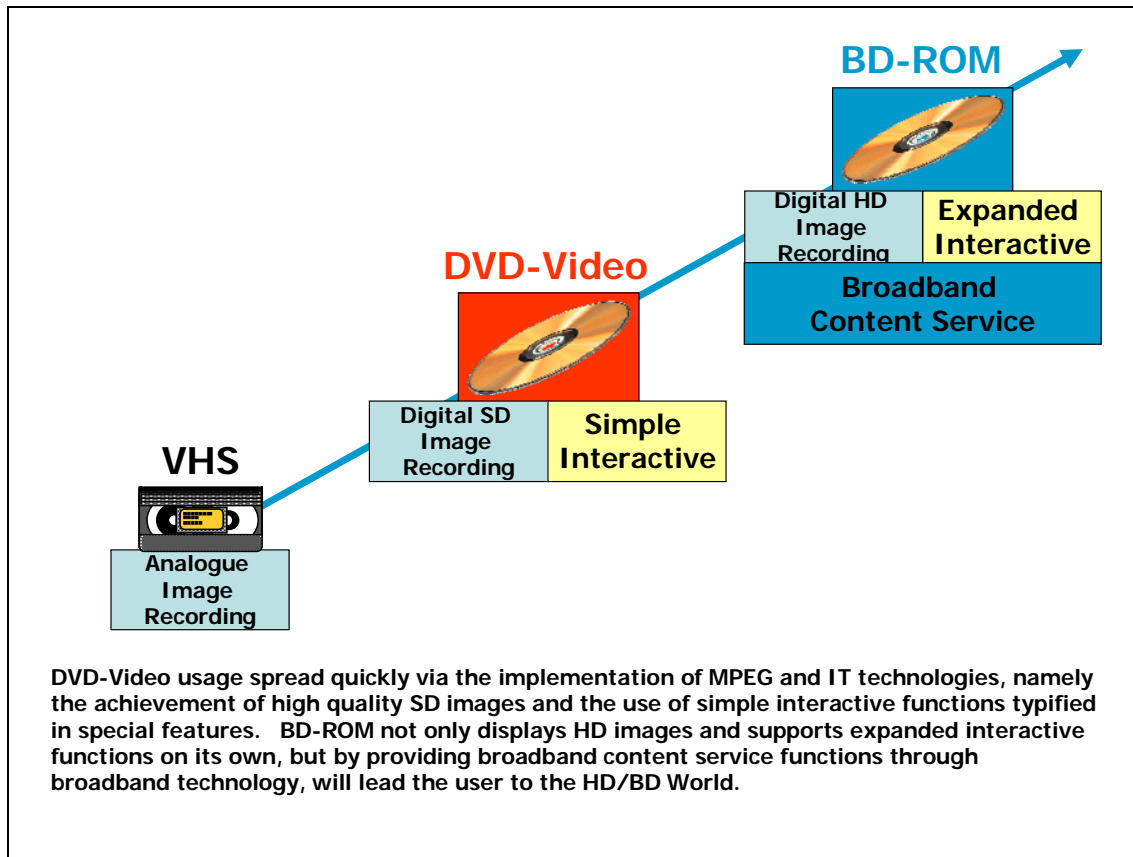 BD-ROM
Digital HD
Image
Recording
Expanded
Interactive
Broadband
Content Service
DVD-Video
Digital SD
Image
Recording
Simple
Interactive
VHS
Analogue
Image
Recording
DVD-Video usage spread quickly via the implementation of MPEG and IT technologies, namely
the achievement of high quality SD images and the use of simple interactive functions typified
in special features. BD-ROM not only displays HD images and supports expanded interactive
functions on its own, but by providing broadband content service functions through
broadband technology, will lead the user to the HD/BD World.